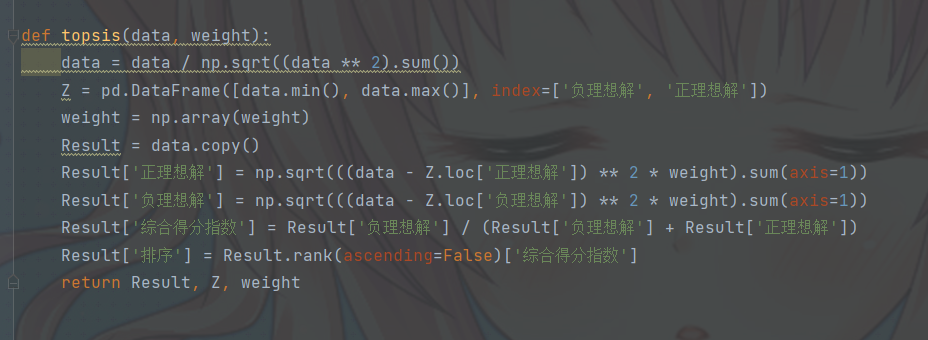 def topsis(data, weight):
    data = data / np.sqrt((data ** 2).sum())
    Z = pd.DataFrame([data.min(), data.max()], index=['负理想解', '正理想解'])
    weight = np.array(weight)
    Result = data.copy()
    Result['正理想解'] = np.sqrt(((data - Z.loc['正理想解']) ** 2 * weight).sum(axis=1))
    Result['负理想解'] = np.sqrt(((data - Z.loc['负理想解']) ** 2 * weight).sum(axis=1))
    Result['综合得分指数'] = Result['负理想解'] / (Result['负理想解'] + Result['正理想解'])
    Result['排序'] = Result.rank(ascending=False)['综合得分指数']
    return Result, Z, weight